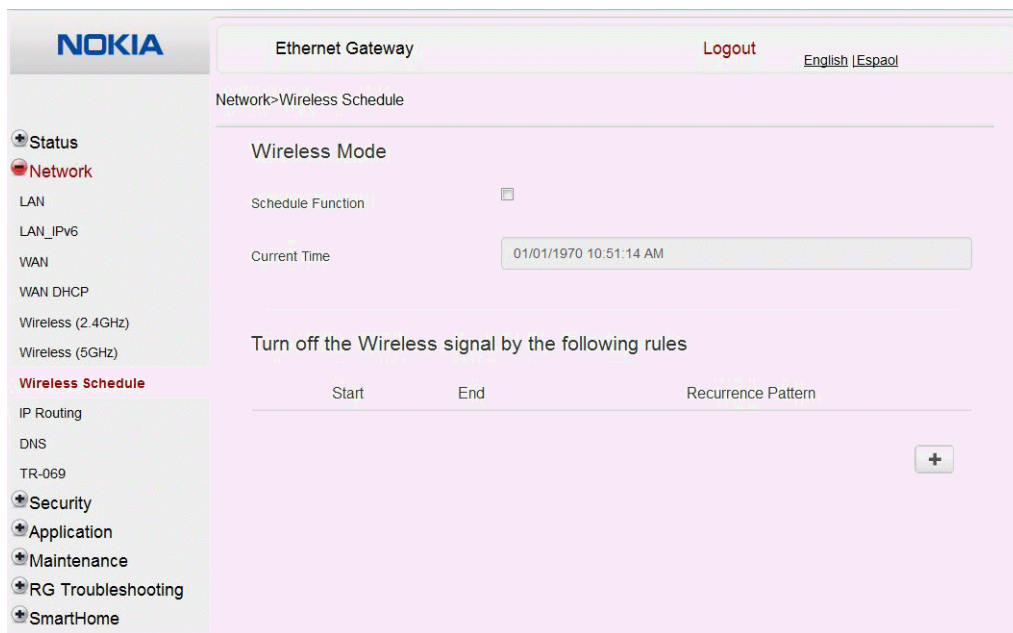 NOKIA
Ethernet Gateway
Logout
English |Espaol
Network>Wireless Schedule
Status
Network
LAN
LAN_IPv6
WAN
WAN DHCP
Wireless (2.4GHz)
Wireless (5GHz)
Wireless Schedule
IP Routing
DNS
TR-069
Security
Application
Maintenance
RG Troubleshooting
SmartHome
Wireless Mode
Schedule Function
Current Time
01/01/1970 10:51:14 AM
Turn off the Wireless signal by the following rules
Start End Recurrence Pattern
+